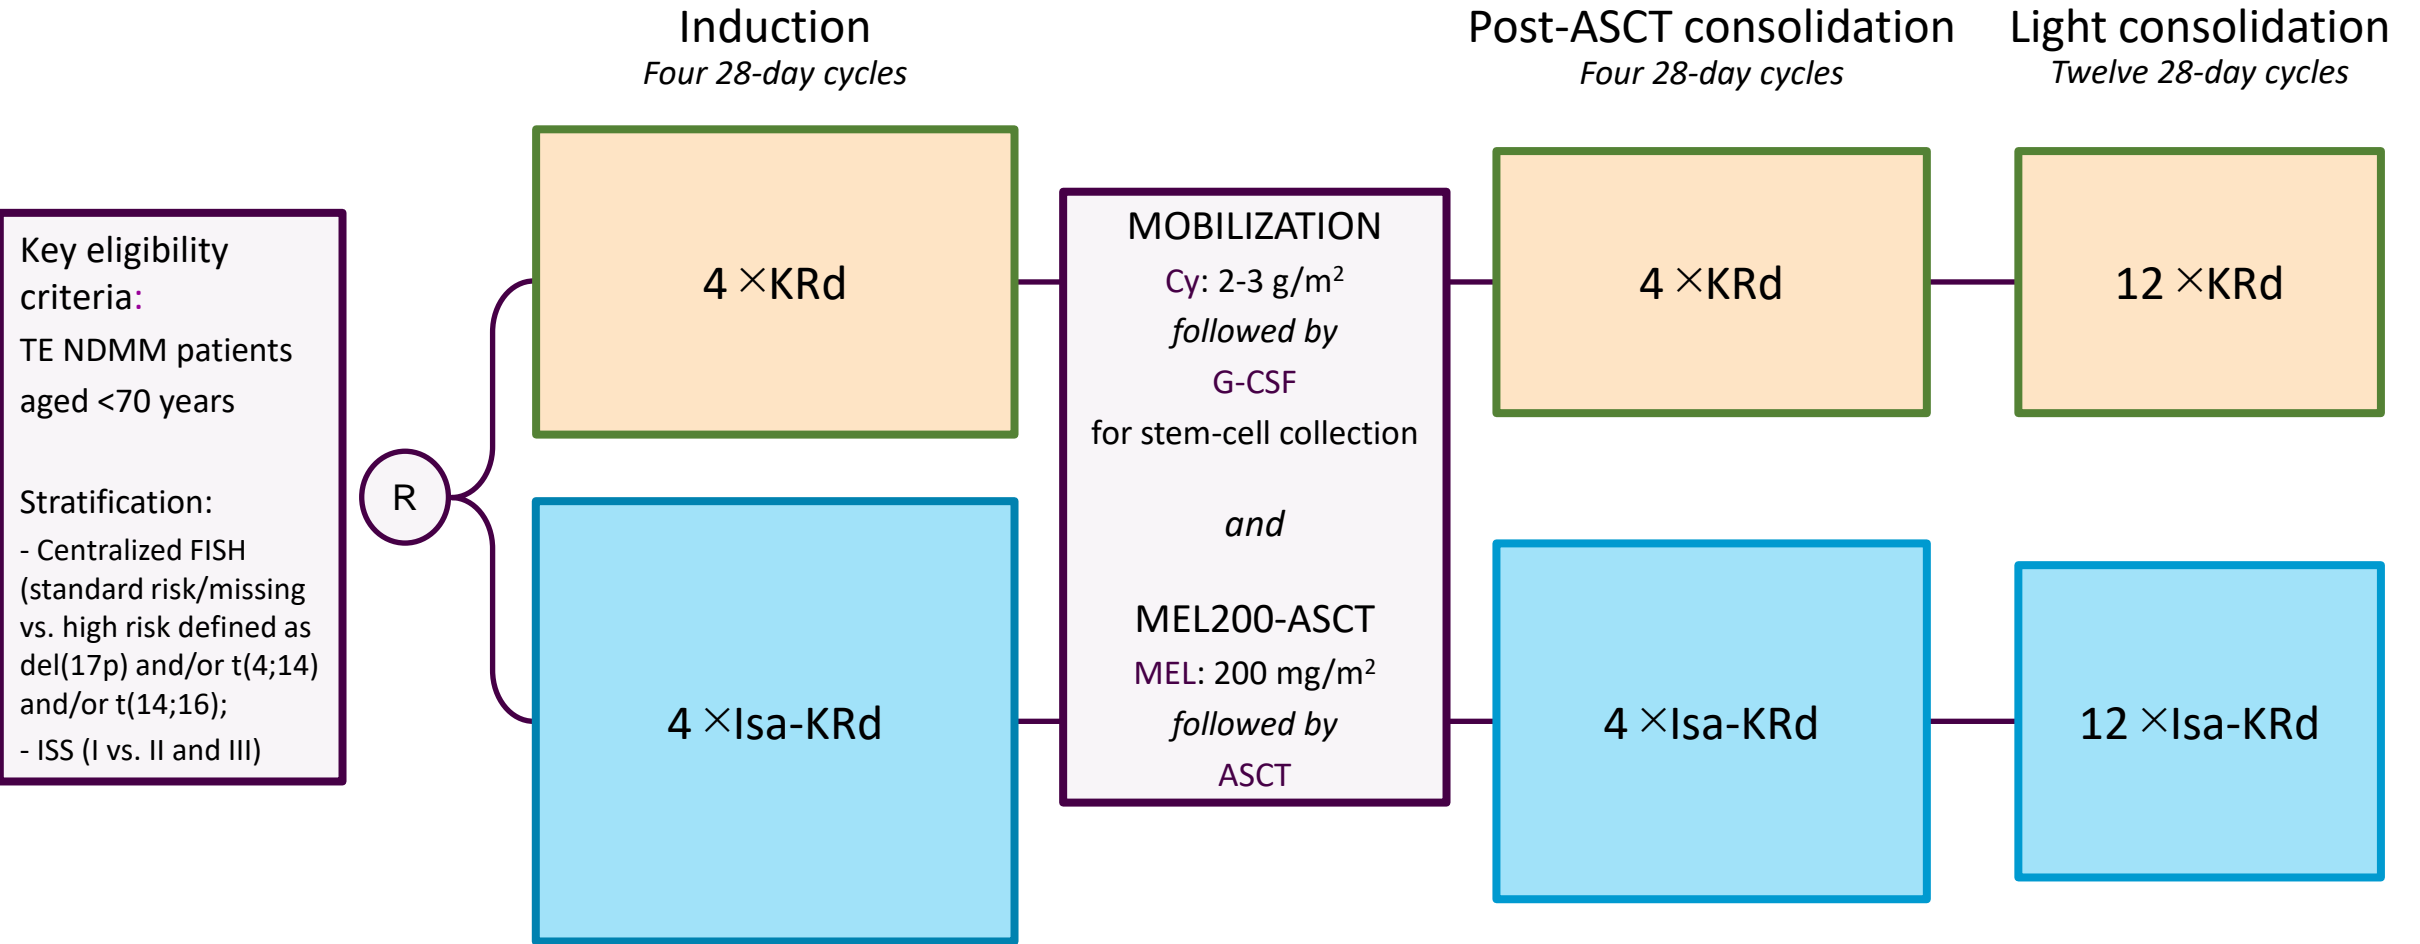 Induction
Four 28-day cycles
Post-ASCT consolidation
Four 28-day cycles
Light consolidation
Twelve 28-day cycles
Key eligibility
criteria:
TE NDMM patients
aged <70 years
Stratification:
- Centralized FISH
(standard risk/missing
vs. high risk defined as
del(17p) and/or t(4;14)
and/or t(14;16);
- ISS (I vs. II and III)
R
4 ×KRd
4 ×Isa-KRd
MOBILIZATION
Cy: 2-3 g/m²
followed by
G-CSF
for stem-cell collection
and
MEL200-ASCT
MEL: 200 mg/m²
followed by
ASCT
4 ×KRd
12 ×KRd
4 ×Isa-KRd
12 ×Isa-KRd